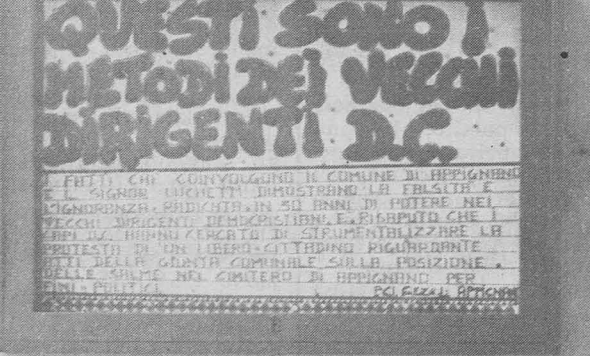 QUESTI SONO I
METODI DEI VECCHI
DIRIGENTI D.C.
I FATTI CHE COINVOLGONO IL COMUNE DI APPIGNANO
E IL SIGNOR LUCHETTI DIMOSTRANO LA FALSITA' E
L'IGNORANZA RADICATA IN 30 ANNI DI POTERE NEI
VECCHI DIRIGENTI DEMOCRISTIANI. E' RISAPUTO CHE I
CAPI D.C. HANNO CERCATO DI STRUMENTALIZZARE LA
PROTESTA DI UN LIBERO CITTADINO RIGUARDANTE
ATTI DELLA GIUNTA COMUNALE SULLA POSIZIONE
DELLE SALME NEL CIMITERO DI APPIGNANO PER
FINI POLITICI
P.C.I. APPIGNANO